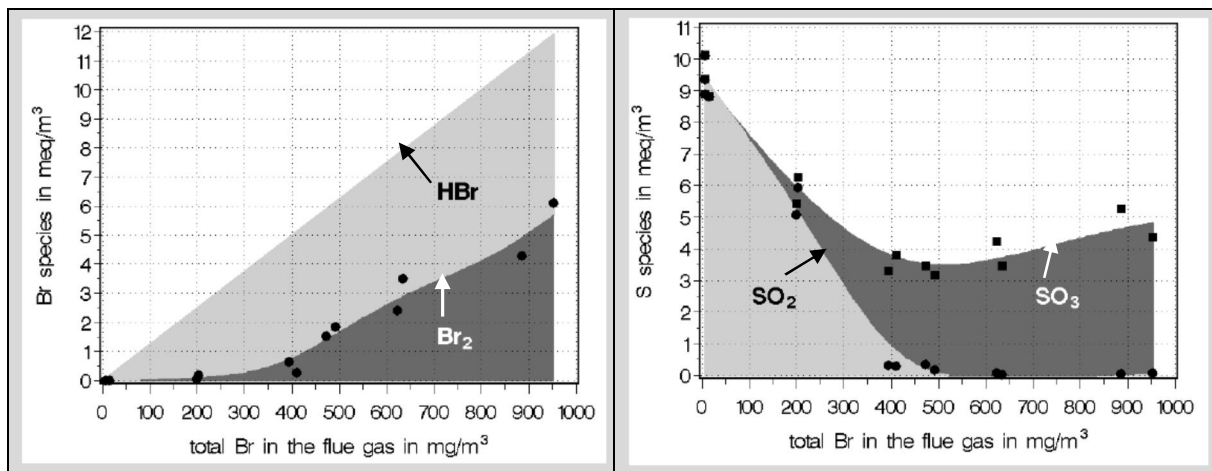 12
11
10
9
8
7
6
5
4
3
2
1
0
Br species in meq/m³
HBr
Br₂
0 100 200 300 400 500 600 700 800 900 1000
total Br in the flue gas in mg/m³
11
10
9
8
7
6
5
4
3
2
1
0
S species in meq/m³
SO₂
SO₃
0 100 200 300 400 500 600 700 800 900 1000
total Br in the flue gas in mg/m³